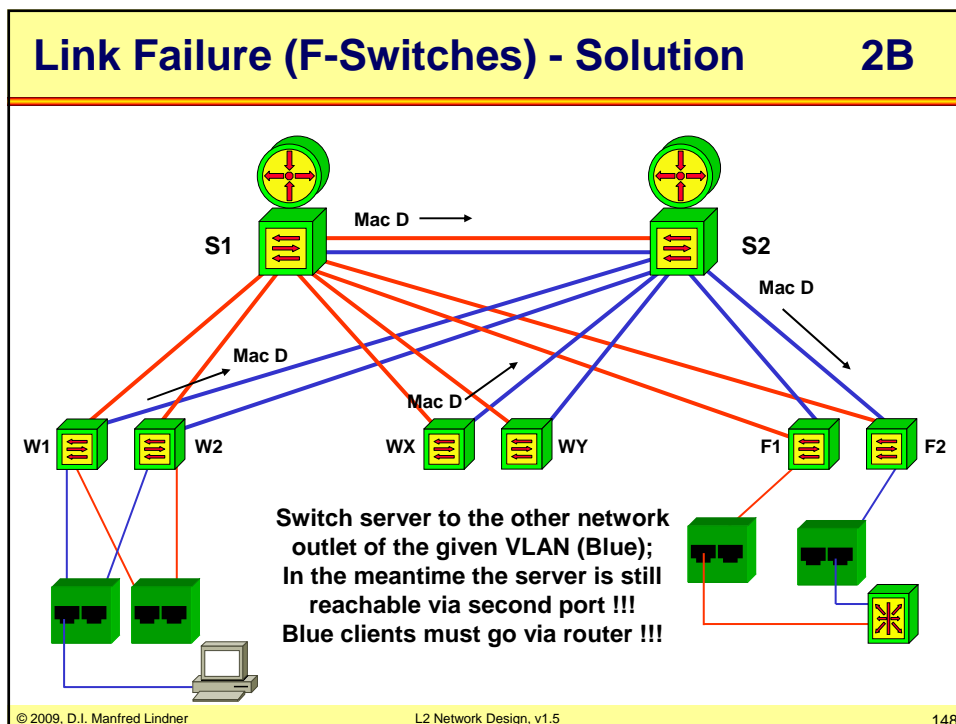 Link Failure (F-Switches) - Solution 2B
Mac D
S1
S2
Mac D
Mac D
Mac D
W1
W2
WX
WY
F1
F2
Switch server to the other network
outlet of the given VLAN (Blue);
In the meantime the server is still
reachable via second port !!!
Blue clients must go via router !!!
© 2009, D.I. Manfred Lindner
L2 Network Design, v1.5
148